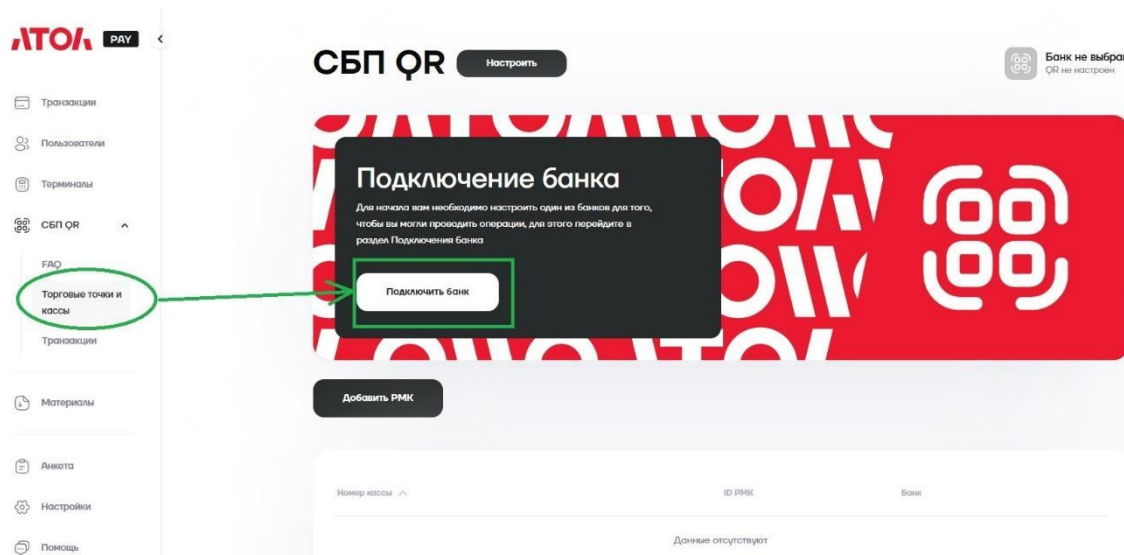 АТОЛ PAY
Транзакции
Пользователи
Терминалы
СБП QR
FAQ
Торговые точки и
кассы
Транзакции
Материалы
Анкета
Настройки
Помощь
СБП QR
Настроить
Банк не выбран
QR не настроен
Подключение банка
Для начала вам необходимо настроить один из банков для того,
чтобы вы могли проводить операции, для этого перейдите в
раздел Подключения банка
Подключить банк
Добавить РМК
Номер кассы
ID РМК
Банк
Данные отсутствуют